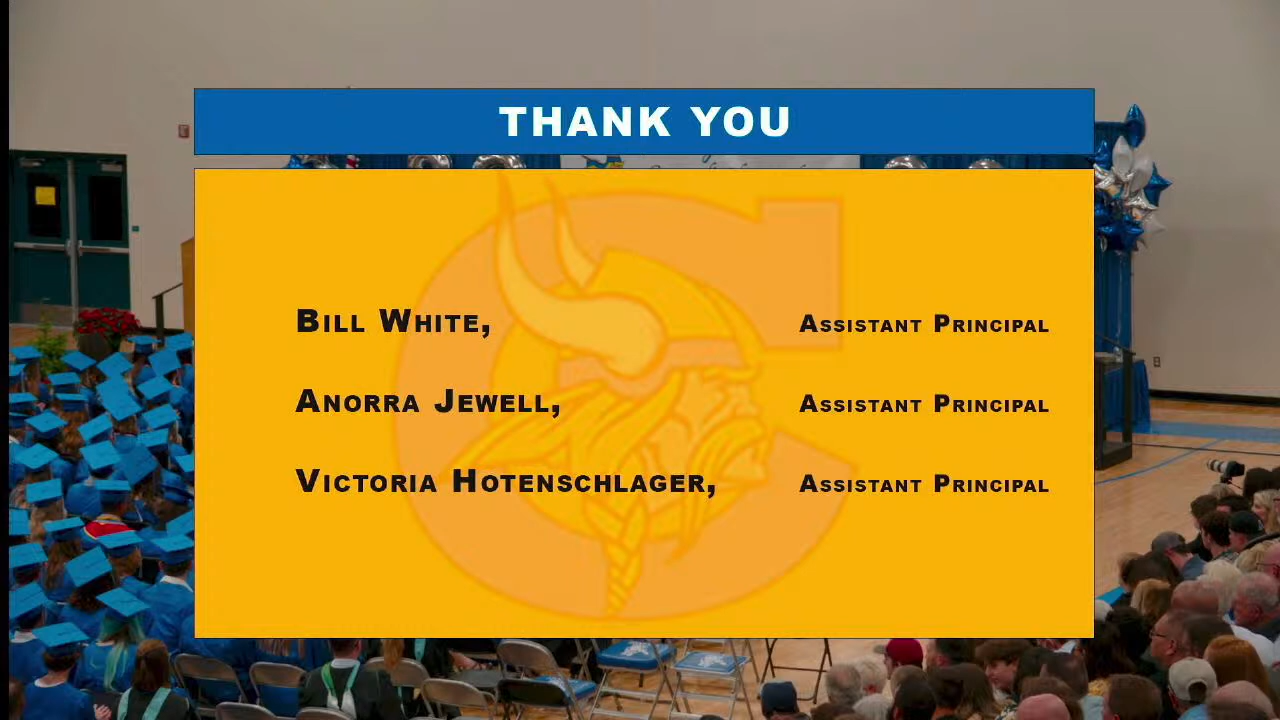 THANK YOU
BILL WHITE, ASSISTANT PRINCIPAL
ANORRA JEWELL, ASSISTANT PRINCIPAL
VICTORIA HOTENSCHLAGER, ASSISTANT PRINCIPAL